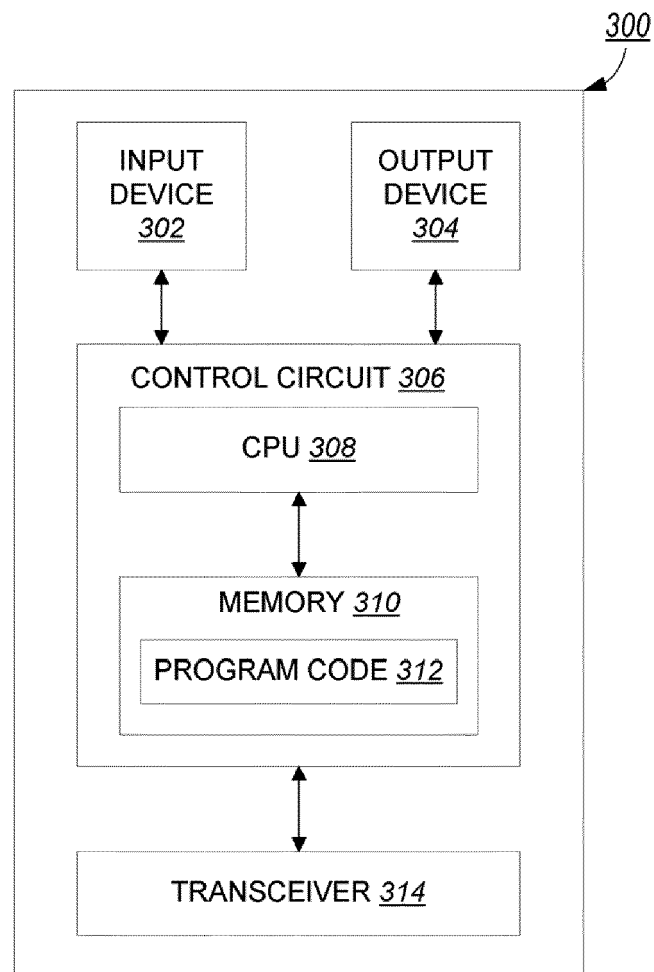 300
INPUT
DEVICE
302
OUTPUT
DEVICE
304
CONTROL CIRCUIT 306
CPU 308
MEMORY 310
PROGRAM CODE 312
TRANSCEIVER 314